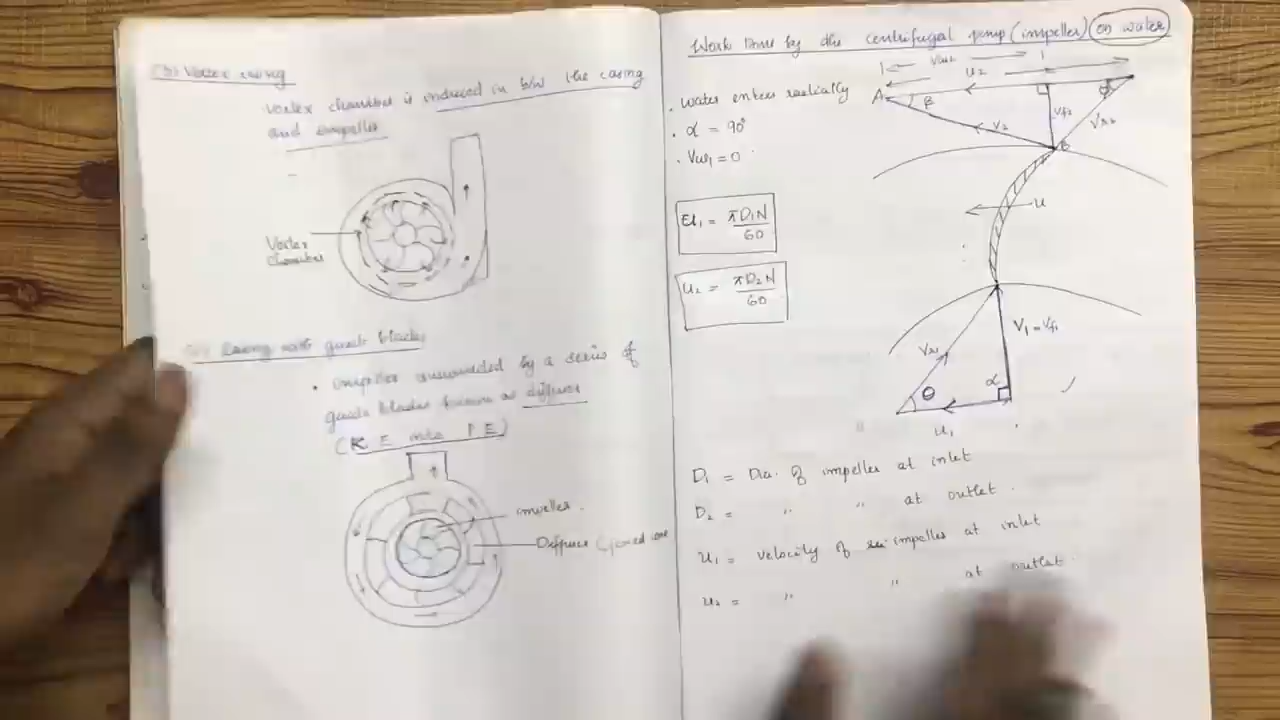 (b) Vortex casing
Vortex chamber is induced in b/w the casing
and impeller
Vortex
chamber
Casing with guide blades
• impeller surrounded by a series of
guide blades known as diffuser
(K E into P E)
impeller
Diffuser
Work Done by the centrifugal pump (impeller) on water
• water enters radially
• α = 90°
• Vw1 = 0
u1 = πD1N
60
u2 = πD2N
60
Vw2
u2
A
β
Vf2
V2
Vr2
u
V1 = Vf1
Vr1
θ
α
u1
D1 = Dia. of impeller at inlet
D2 = " " at outlet.
u1 = velocity of impeller at inlet
u2 = " " at outlet.